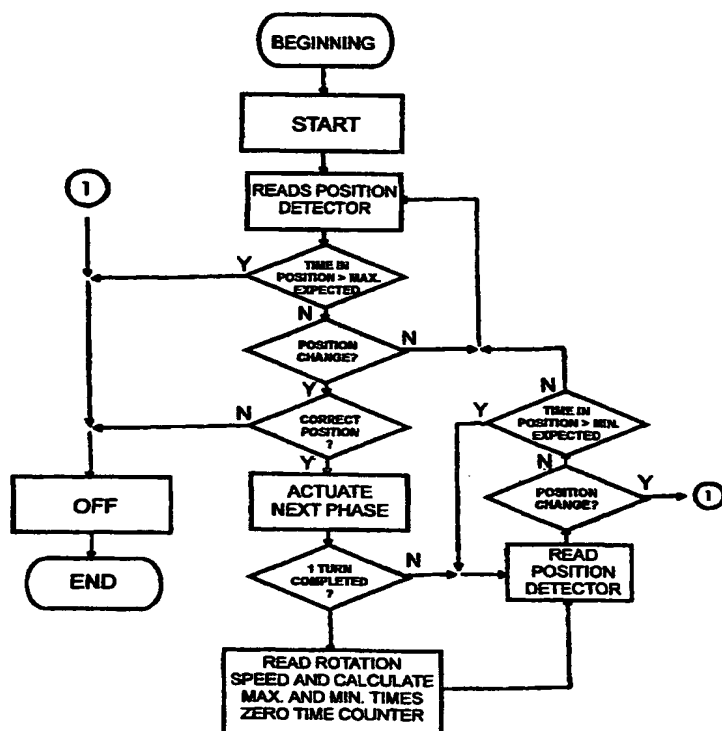 BEGINNING
START
1
READS POSITION
DETECTOR
Y
TIME IN
POSITION > MAX.
EXPECTED
N
POSITION
CHANGE?
N
Y
N
CORRECT
POSITION
?
Y
N
Y
TIME IN
POSITION > MIN.
EXPECTED
N
POSITION
CHANGE?
Y
1
OFF
ACTUATE
NEXT PHASE
END
1 TURN
COMPLETED
?
N
READ
POSITION
DETECTOR
READ ROTATION
SPEED AND CALCULATE
MAX. AND MIN. TIMES
ZERO TIME COUNTER